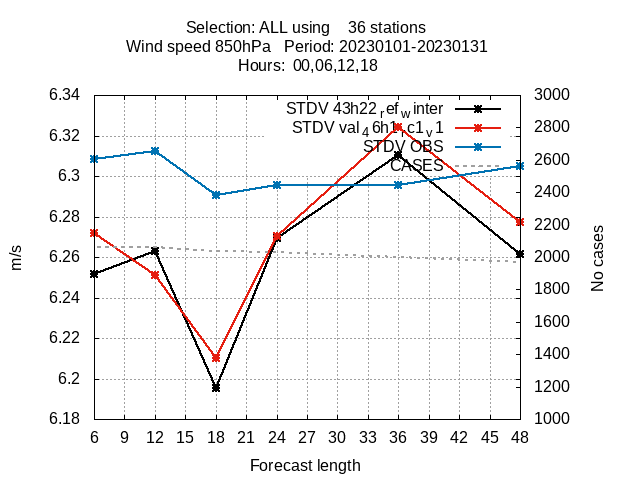 Selection: ALL using 36 stations
Wind speed 850hPa Period: 20230101-20230131
Hours: 00,06,12,18
STDV 43h22refwinter
STDV val46h1rc1v1
STDV OBS
CASES
6.34
6.32
6.3
6.28
6.26
6.24
6.22
6.2
6.18
m/s
3000
2800
2600
2400
2200
2000
1800
1600
1400
1200
1000
No cases
6 9 12 15 18 21 24 27 30 33 36 39 42 45 48
Forecast length